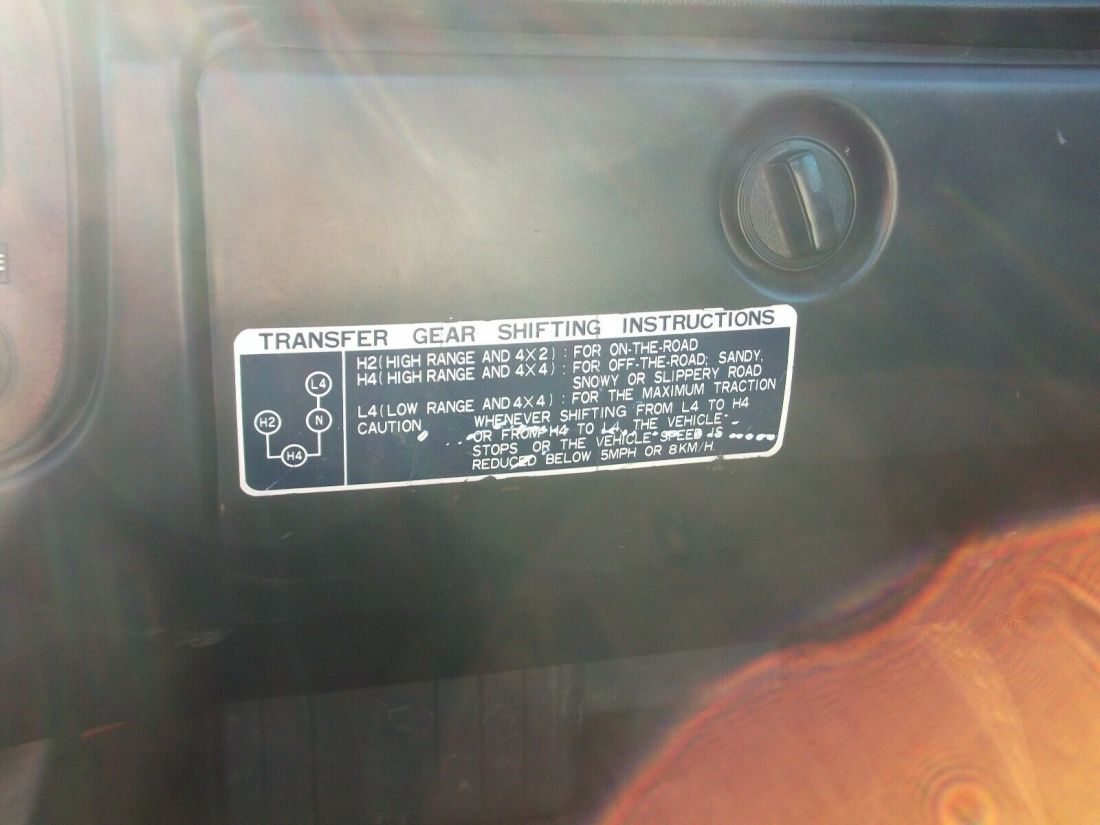 TRANSFER GEAR SHIFTING INSTRUCTIONS
H2 (HIGH RANGE AND 4X2) : FOR ON-THE-ROAD
H4 (HIGH RANGE AND 4X4) : FOR OFF-THE-ROAD; SANDY,
SNOWY OR SLIPPERY ROAD
L4 (LOW RANGE AND 4X4) : FOR THE MAXIMUM TRACTION
CAUTION WHENEVER SHIFTING FROM L4 TO H4
OR FROM H4 TO L4, THE VEHICLE
STOPS OR THE VEHICLE SPEED IS
REDUCED BELOW 5MPH OR 8KM/H.
L4
H2 N
H4